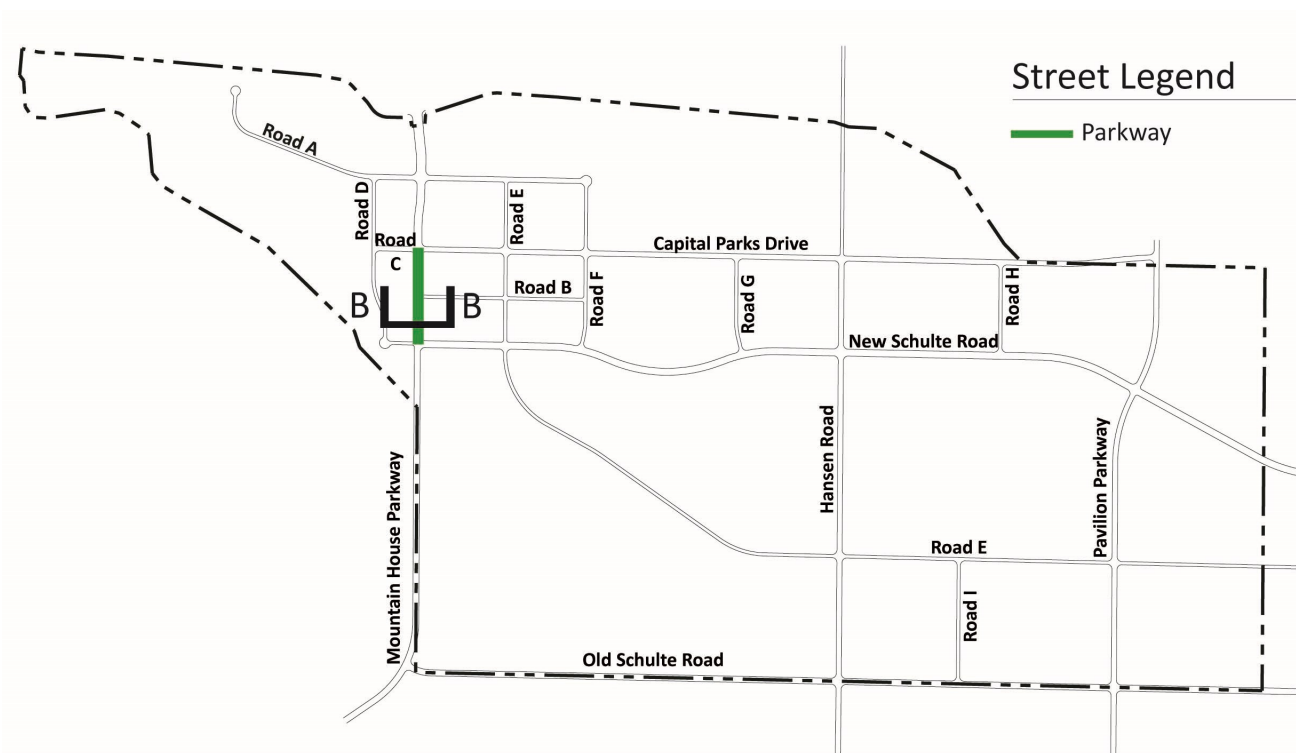 Street Legend
Parkway
Road A
Road D
Road E
Road
C
Capital Parks Drive
B
B
Road B
Road F
Road G
Road H
New Schulte Road
Mountain House Parkway
Hansen Road
Pavilion Parkway
Road E
Road I
Old Schulte Road